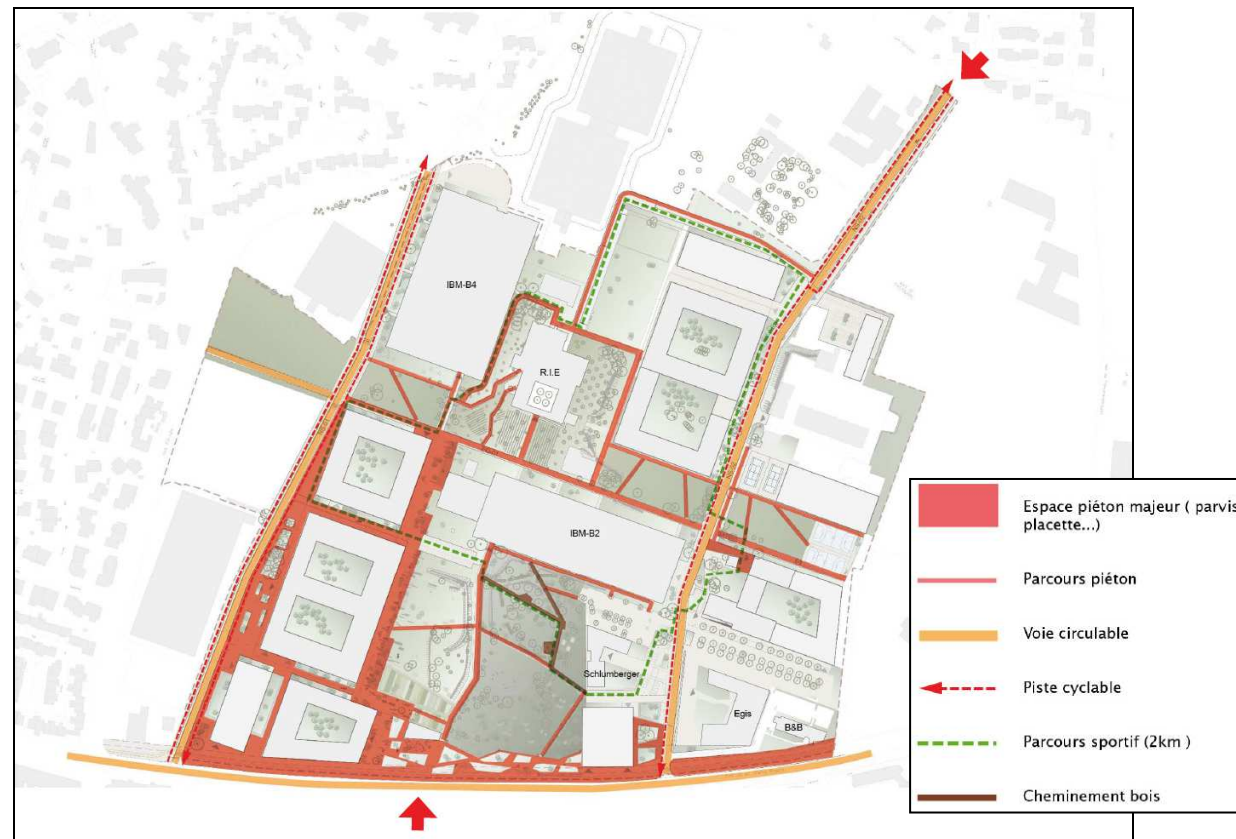 IBM-B4
R.I.E
IBM-B2
Schlumberger
Egis
B&B
Espace piéton majeur ( parvis
placette...)
Parcours piéton
Voie circulable
Piste cyclable
Parcours sportif (2km )
Cheminement bois